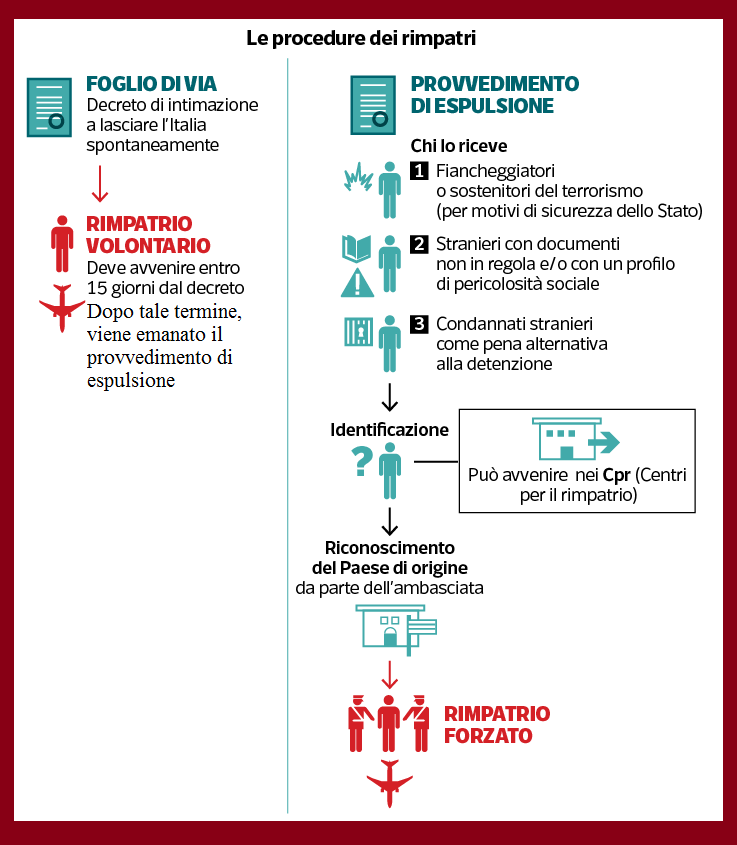 Le procedure dei rimpatri
FOGLIO DI VIA
Decreto di intimazione
a lasciare l'Italia
spontaneamente
RIMPATRIO
VOLONTARIO
Deve avvenire entro
15 giorni dal decreto
Dopo tale termine,
viene emanato il
provvedimento di
espulsione
PROVVEDIMENTO
DI ESPULSIONE
Chi lo riceve
1 Fiancheggiatori
o sostenitori del terrorismo
(per motivi di sicurezza dello Stato)
2 Stranieri con documenti
non in regola e/o con un profilo
di pericolosità sociale
3 Condannati stranieri
come pena alternativa
alla detenzione
Identificazione
?
Può avvenire nei Cpr (Centri
per il rimpatrio)
Riconoscimento
del Paese di origine
da parte dell'ambasciata
RIMPATRIO
FORZATO